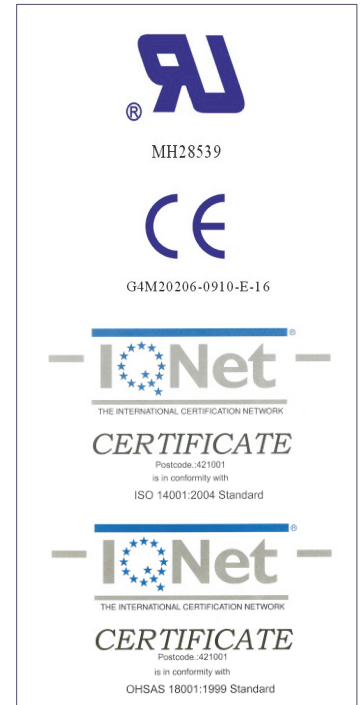 ®
MH28539
CE
G4M20206-0910-E-16
IQNet ®
THE INTERNATIONAL CERTIFICATION NETWORK
CERTIFICATE
Postcode.:421001
is in conformity with
ISO 14001:2004 Standard
IQNet ®
THE INTERNATIONAL CERTIFICATION NETWORK
CERTIFICATE
Postcode.:421001
is in conformity with
OHSAS 18001:1999 Standard